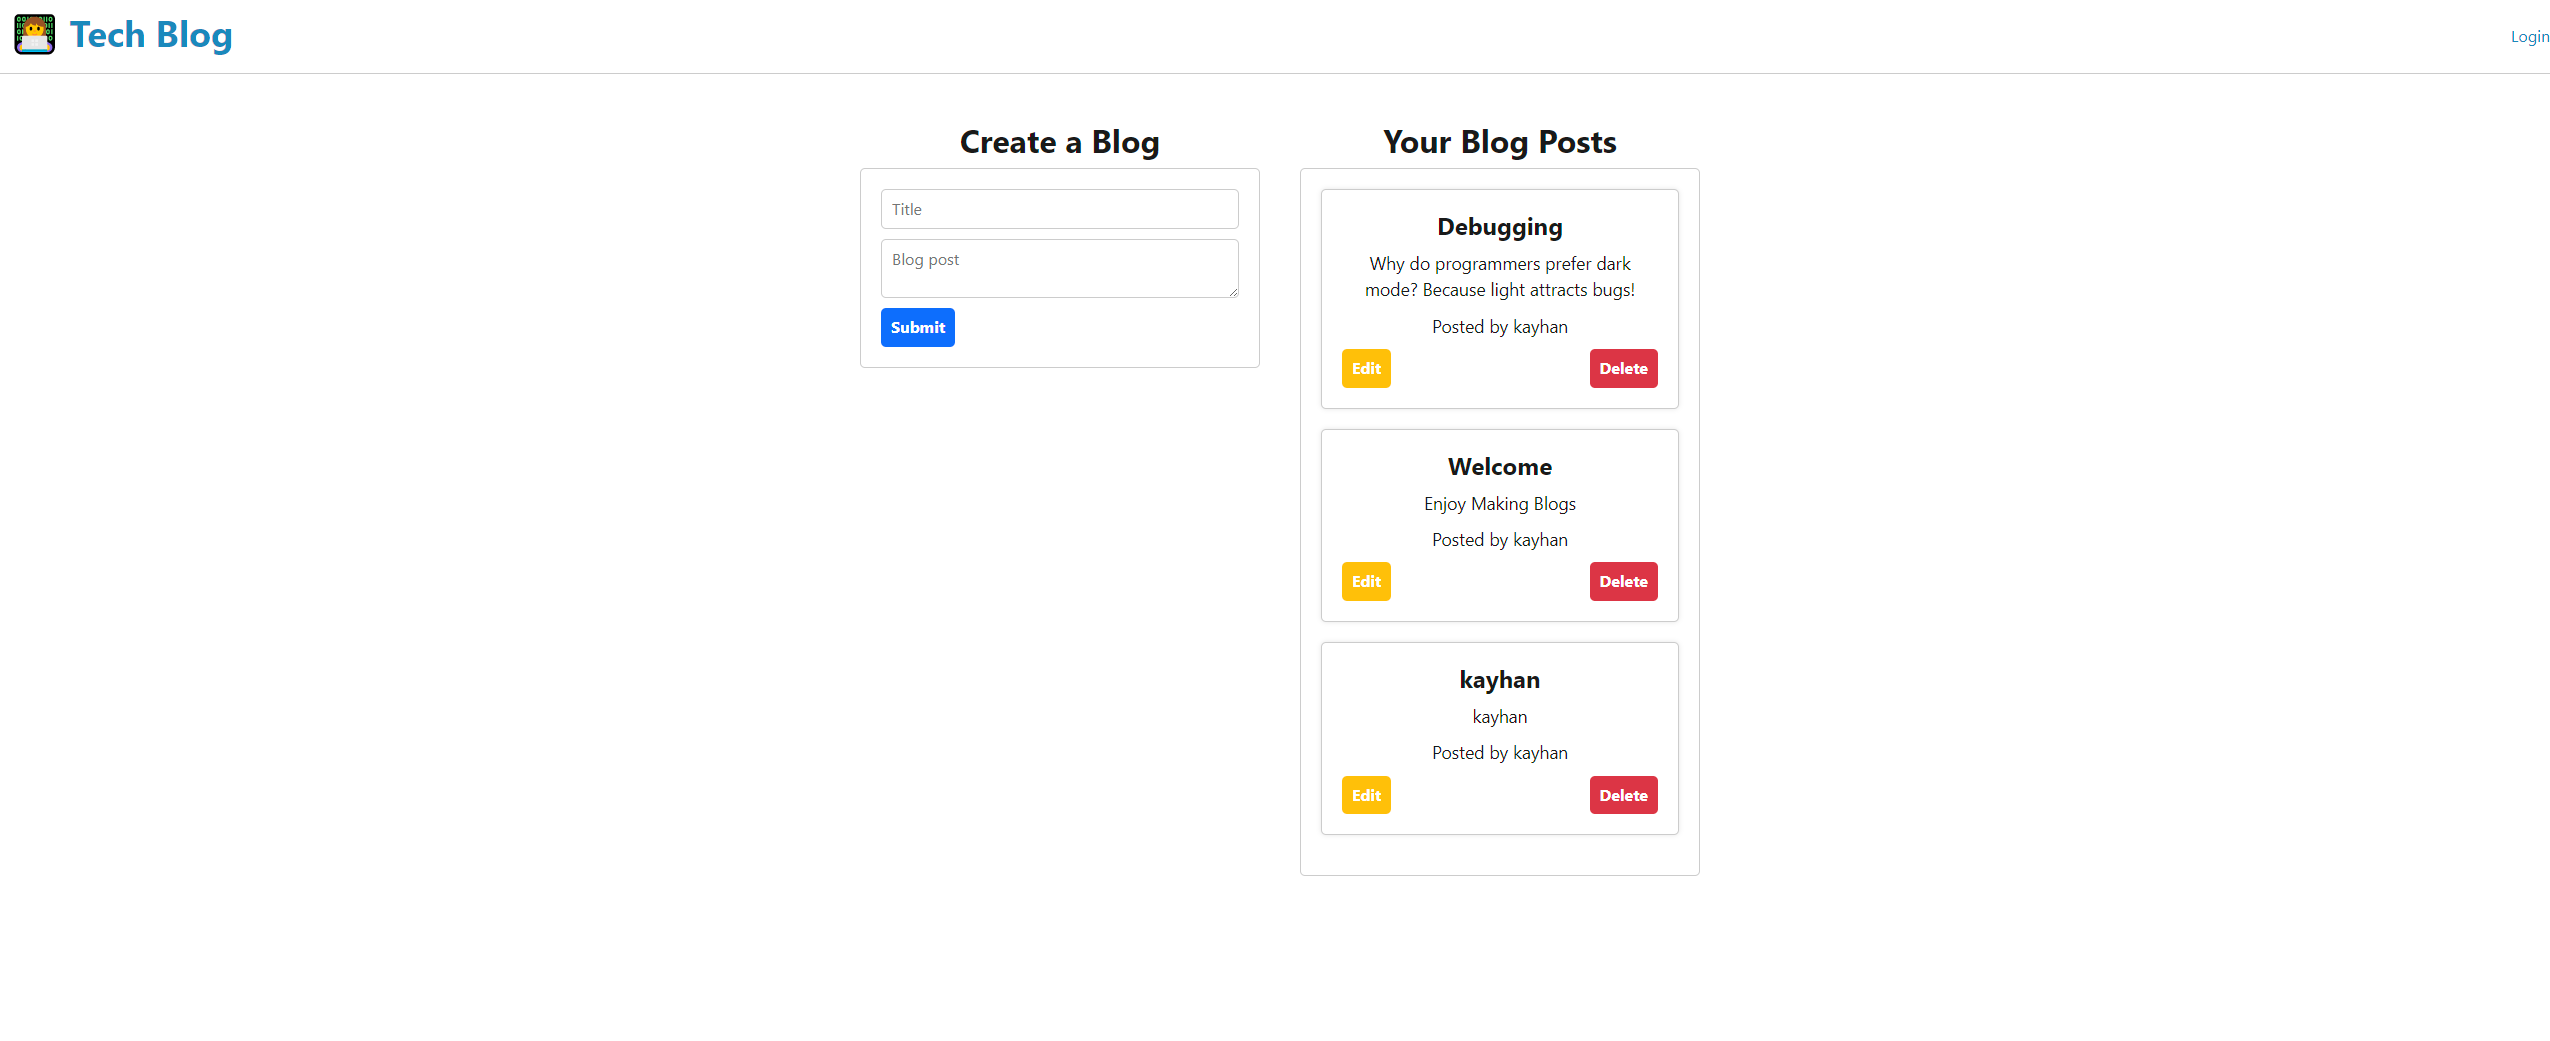 Tech Blog
Login
Create a Blog
Title
Blog post
Submit
Your Blog Posts
Debugging
Why do programmers prefer dark
mode? Because light attracts bugs!
Posted by kayhan
Edit
Delete
Welcome
Enjoy Making Blogs
Posted by kayhan
Edit
Delete
kayhan
kayhan
Posted by kayhan
Edit
Delete